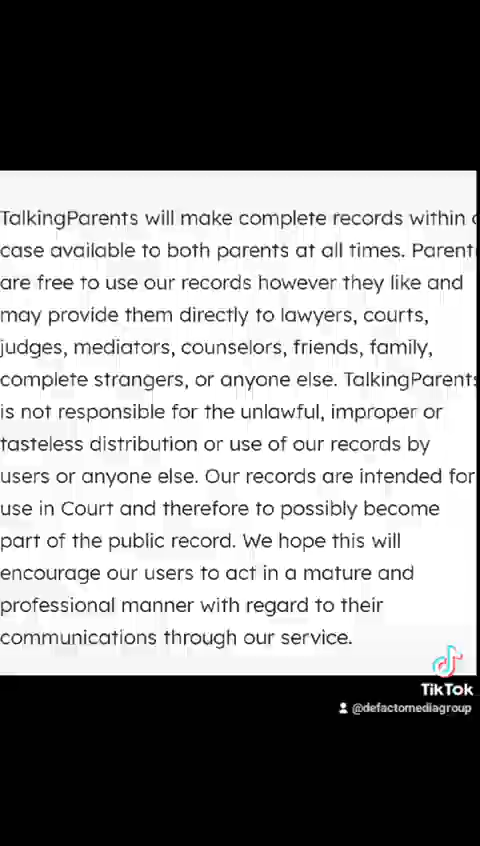 TalkingParents will make complete records within
case available to both parents at all times. Parent
are free to use our records however they like and
may provide them directly to lawyers, courts,
judges, mediators, counselors, friends, family,
complete strangers, or anyone else. TalkingParents
is not responsible for the unlawful, improper or
tasteless distribution or use of our records by
users or anyone else. Our records are intended for
use in Court and therefore to possibly become
part of the public record. We hope this will
encourage our users to act in a mature and
professional manner with regard to their
communications through our service.
TikTok
@defactomediagroup